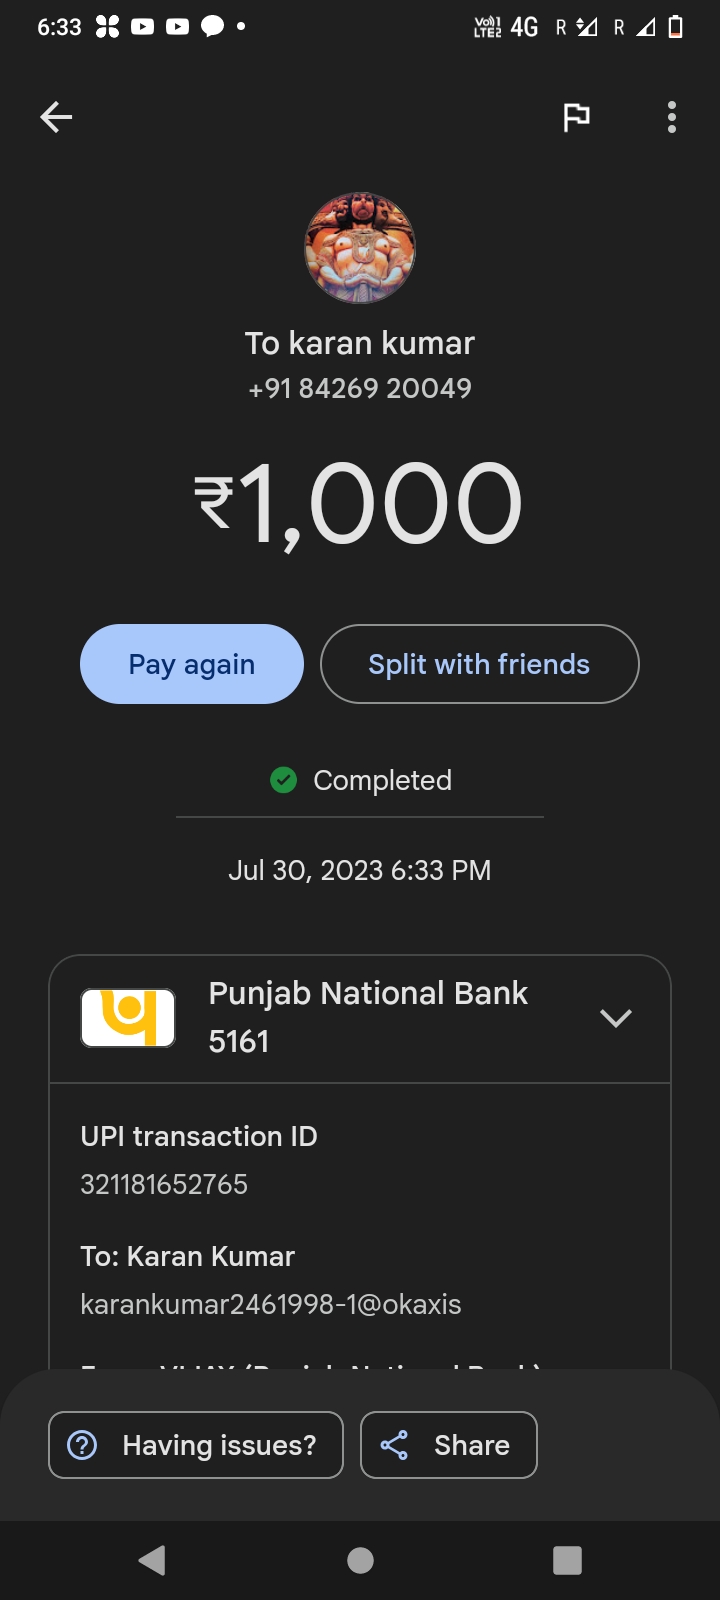 6:33
Vo))1 LTE2 4G R R
To karan kumar
+91 84269 20049
₹1,000
Pay again
Split with friends
Completed
Jul 30, 2023 6:33 PM
Punjab National Bank
5161
UPI transaction ID
321181652765
To: Karan Kumar
karankumar2461998-1@okaxis
Having issues?
Share